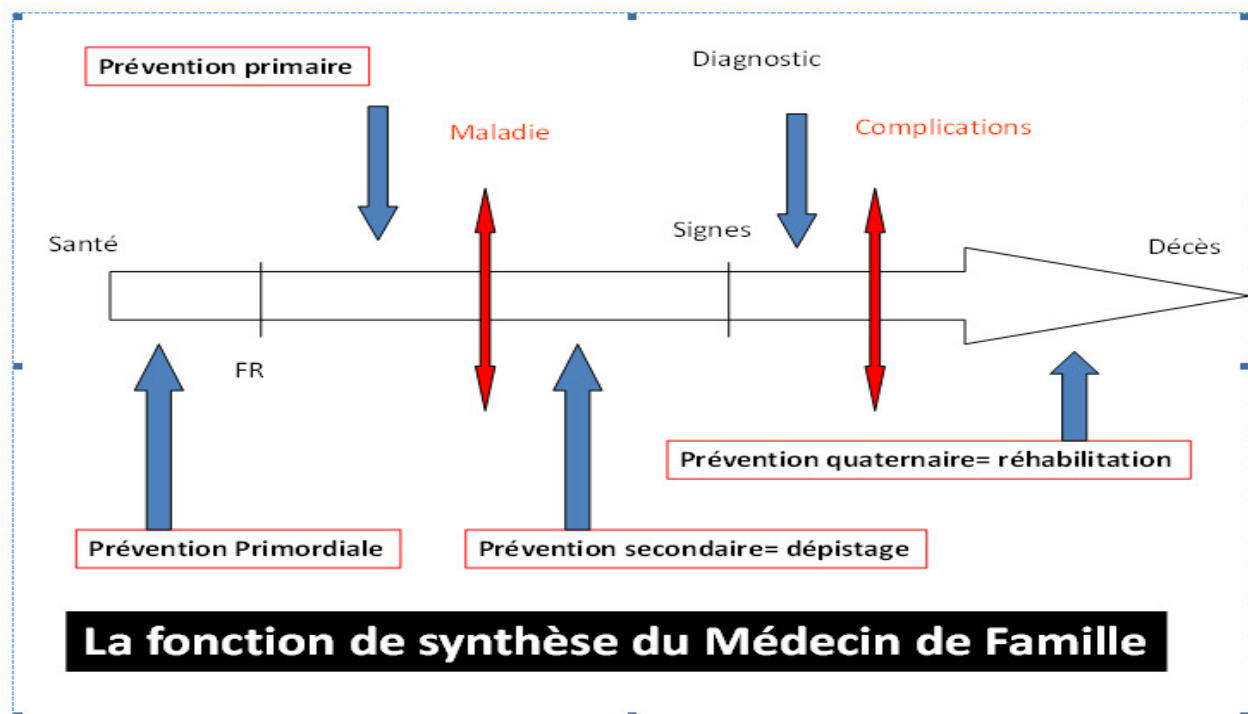 Prévention primaire
Diagnostic
Maladie
Complications
Santé
Signes
Décès
FR
Prévention quaternaire= réhabilitation
Prévention Primordiale
Prévention secondaire= dépistage
La fonction de synthèse du Médecin de Famille